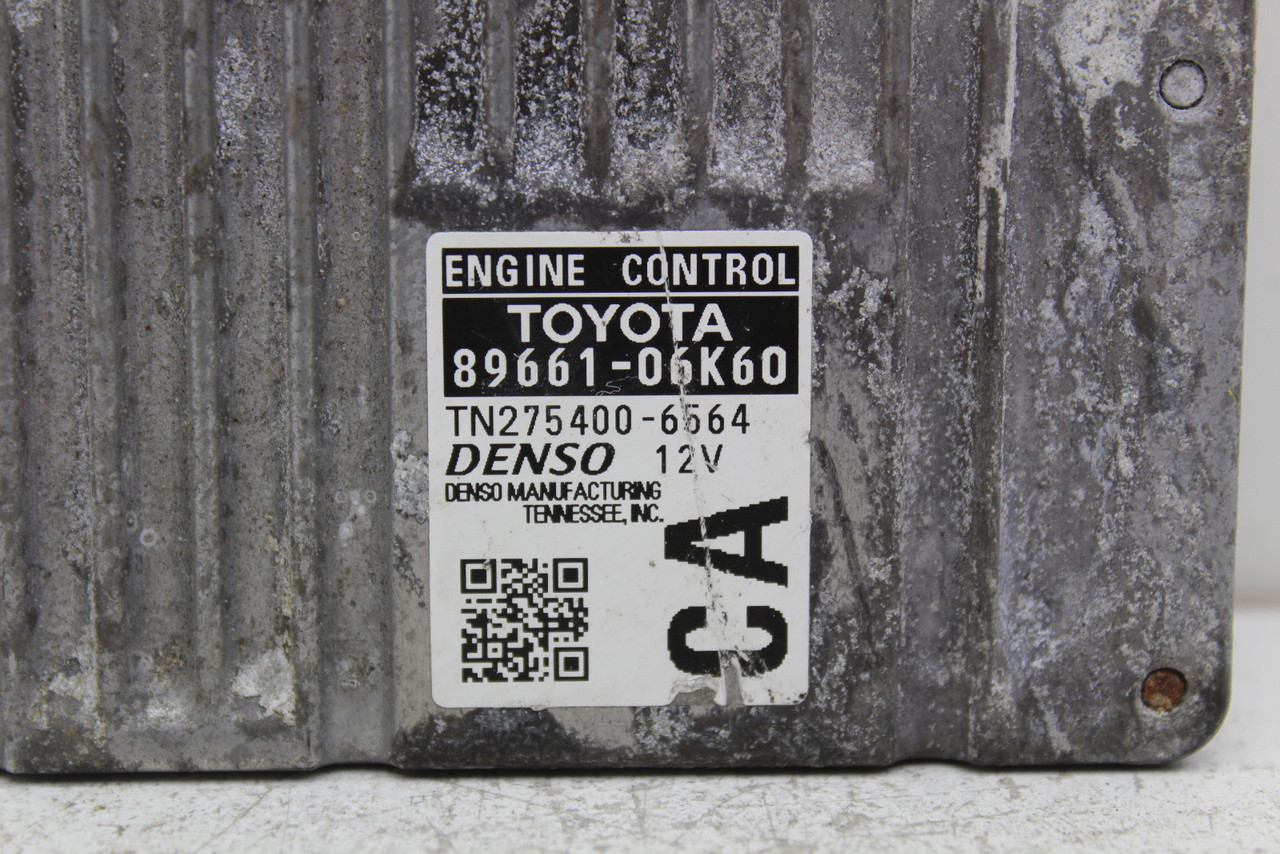 ENGINE CONTROL
TOYOTA
89661-06K60
TN275400-6564
DENSO 12V
DENSO MANUFACTURING
TENNESSEE, INC.
CA